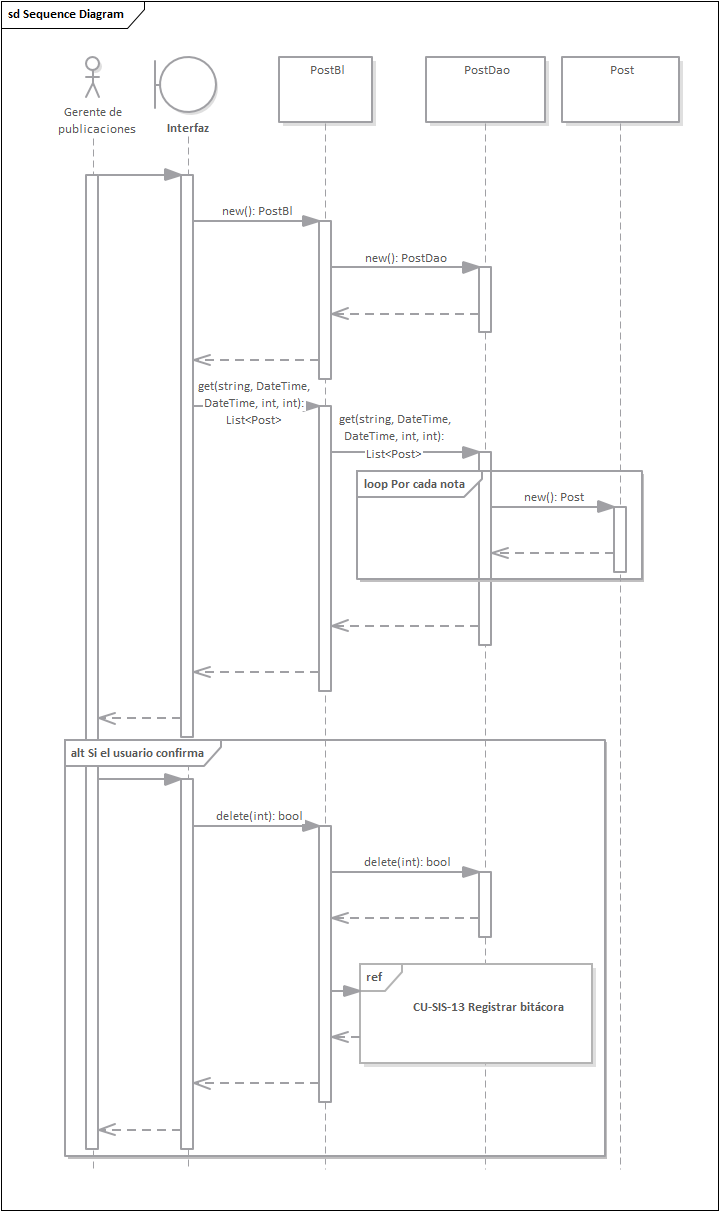 sd Sequence Diagram
Gerente de
publicaciones
Interfaz
PostBl
PostDao
Post
new(): PostBl
new(): PostDao
get(string, DateTime,
DateTime, int, int):
List<Post>
get(string, DateTime,
DateTime, int, int):
List<Post>
loop Por cada nota
new(): Post
alt Si el usuario confirma
delete(int): bool
delete(int): bool
ref
CU-SIS-13 Registrar bitácora